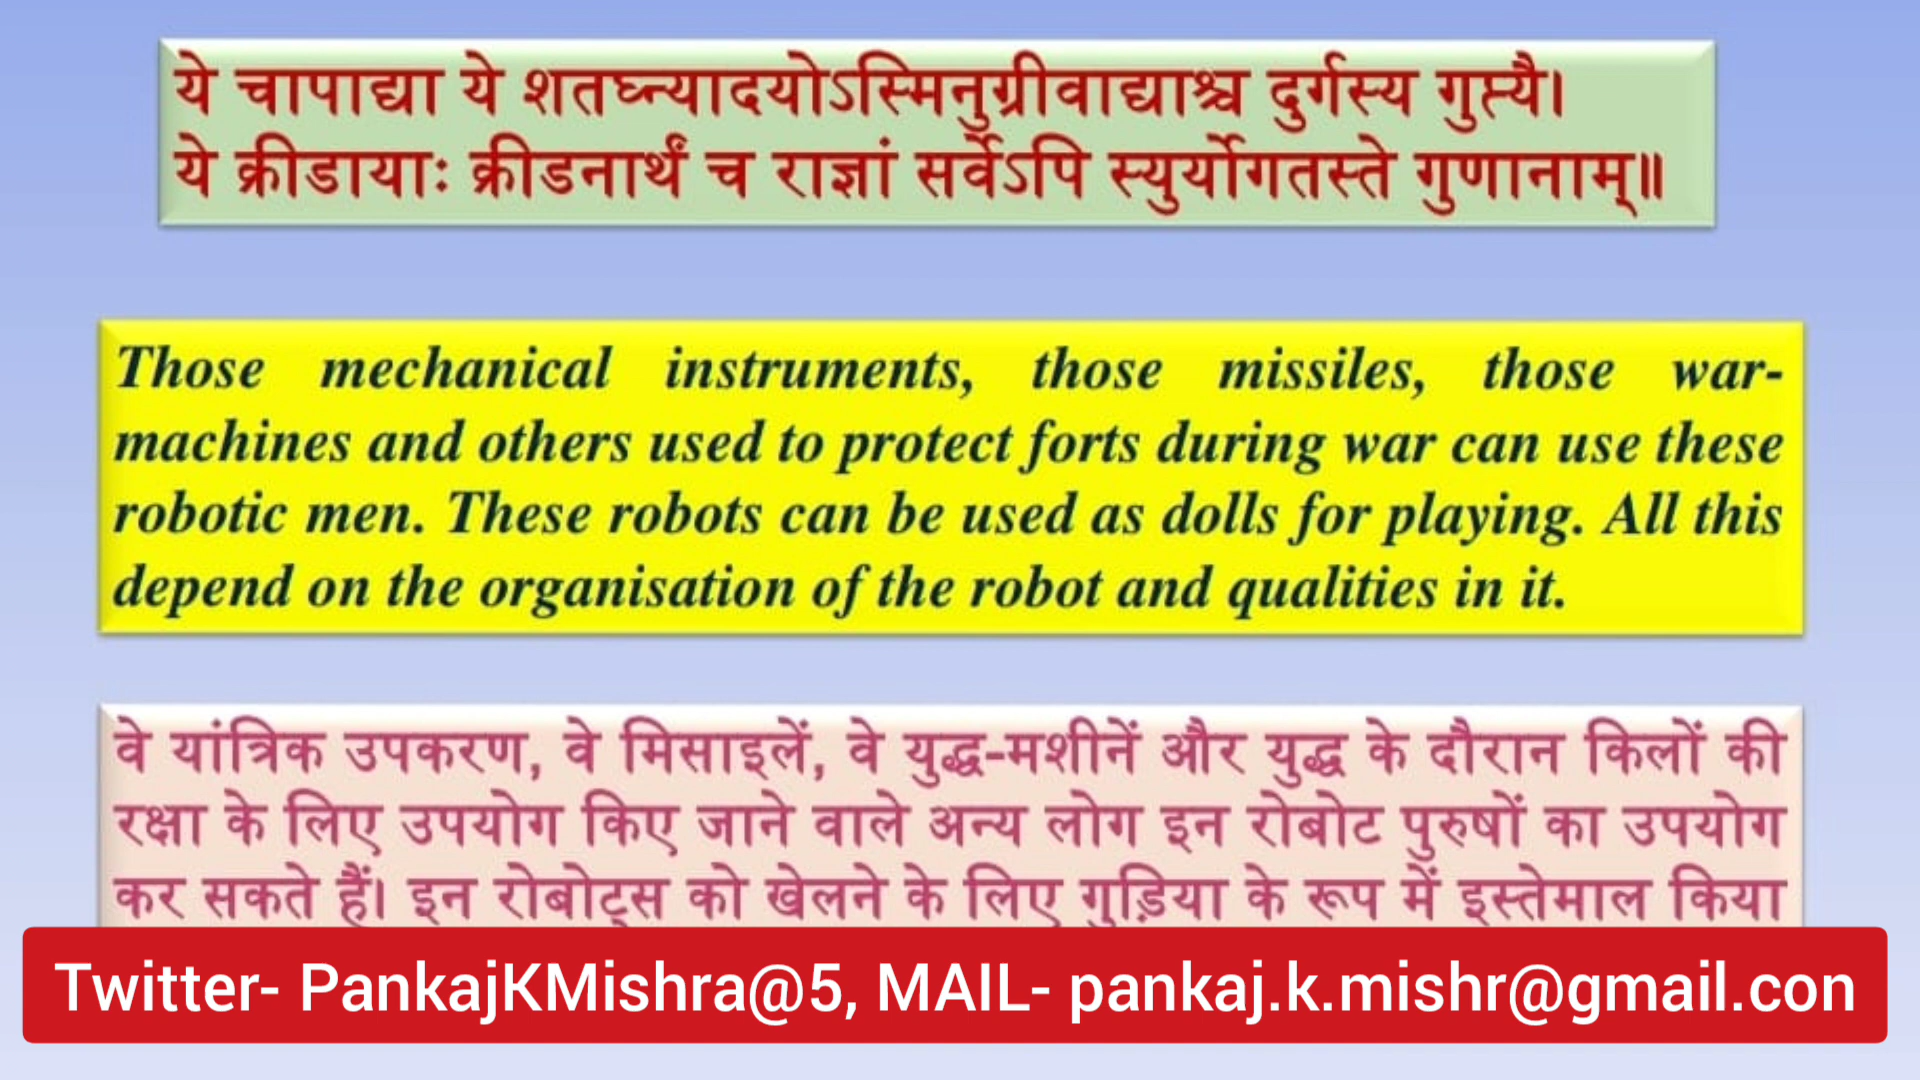 ये चापाद्या ये शतघ्न्यादयोऽस्मिनुग्रीवाद्याश्च दुर्गस्य गुप्त्यै।
ये क्रीडायाः क्रीडनार्थं च राज्ञां सर्वेऽपि स्युर्योगतस्ते गुणानाम्॥
Those mechanical instruments, those missiles, those war-
machines and others used to protect forts during war can use these
robotic men. These robots can be used as dolls for playing. All this
depend on the organisation of the robot and qualities in it.
वे यांत्रिक उपकरण, वे मिसाइलें, वे युद्ध-मशीनें और युद्ध के दौरान किलों की
रक्षा के लिए उपयोग किए जाने वाले अन्य लोग इन रोबोट पुरुषों का उपयोग
कर सकते हैं। इन रोबोट्स को खेलने के लिए गुड़िया के रूप में इस्तेमाल किया
Twitter- PankajKMishra@5, MAIL- pankaj.k.mishr@gmail.con